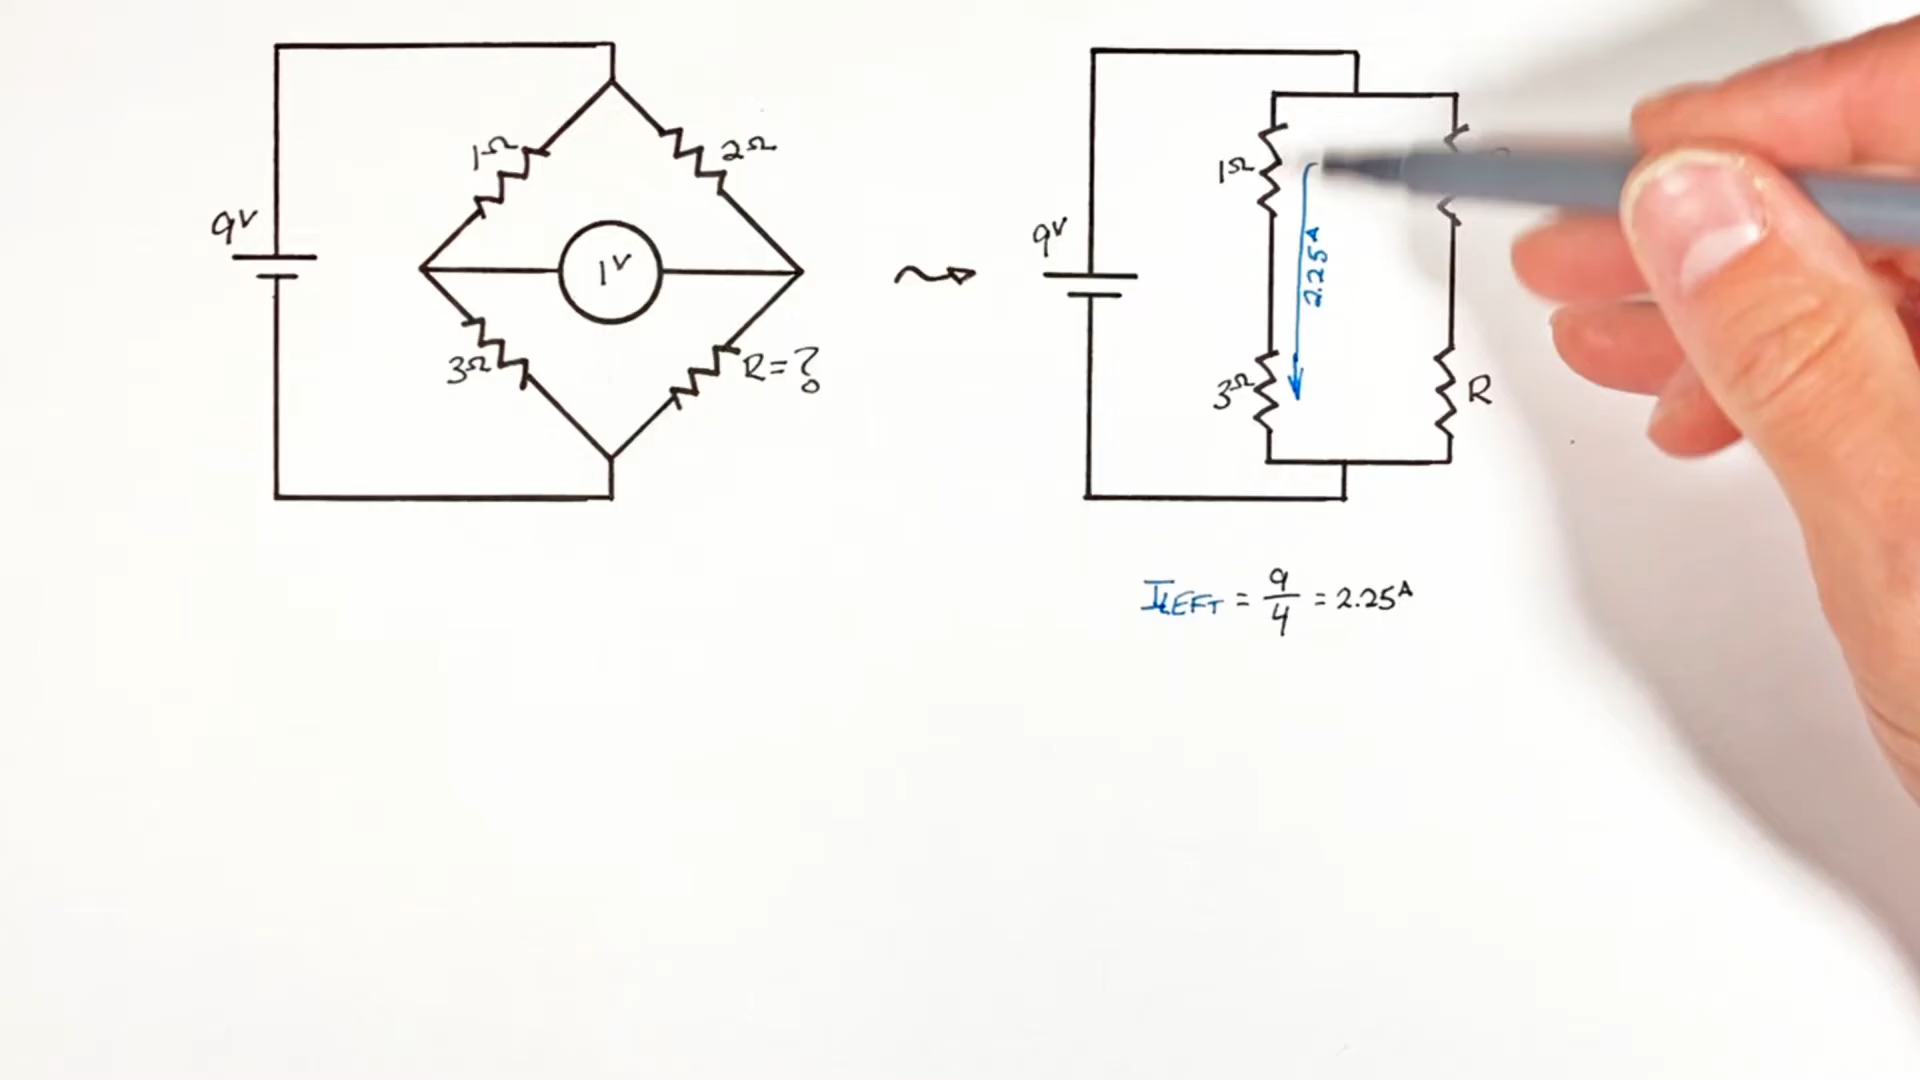 1Ω
2Ω
9V
1V
3Ω
R=?
1Ω
9V
2.25A
3Ω
R
ILEFT = 9/4 = 2.25A